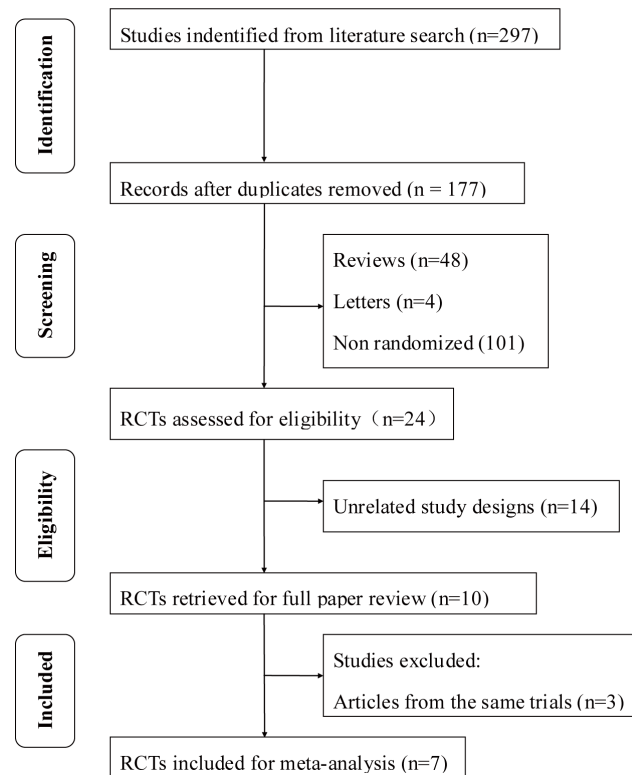 Identification
Studies indentified from literature search (n=297)
Records after duplicates removed (n = 177)
Screening
Reviews (n=48)
Letters (n=4)
Non randomized (101)
RCTs assessed for eligibility（n=24）
Eligibility
Unrelated study designs (n=14)
RCTs retrieved for full paper review (n=10)
Included
Studies excluded:
Articles from the same trials (n=3)
RCTs included for meta-analysis (n=7)